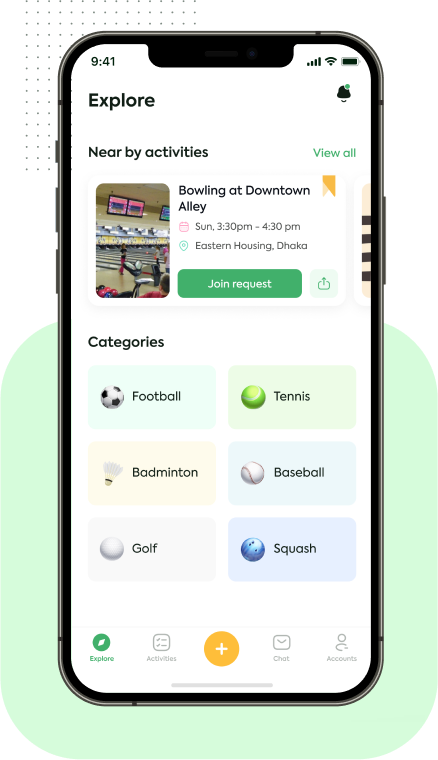 9:41
Explore
Near by activities
View all
Bowling at Downtown
Alley
Sun, 3:30pm - 4:30 pm
Eastern Housing, Dhaka
Join request
Categories
Football
Tennis
Badminton
Baseball
Golf
Squash
Explore
Activities
+
Chat
Accounts